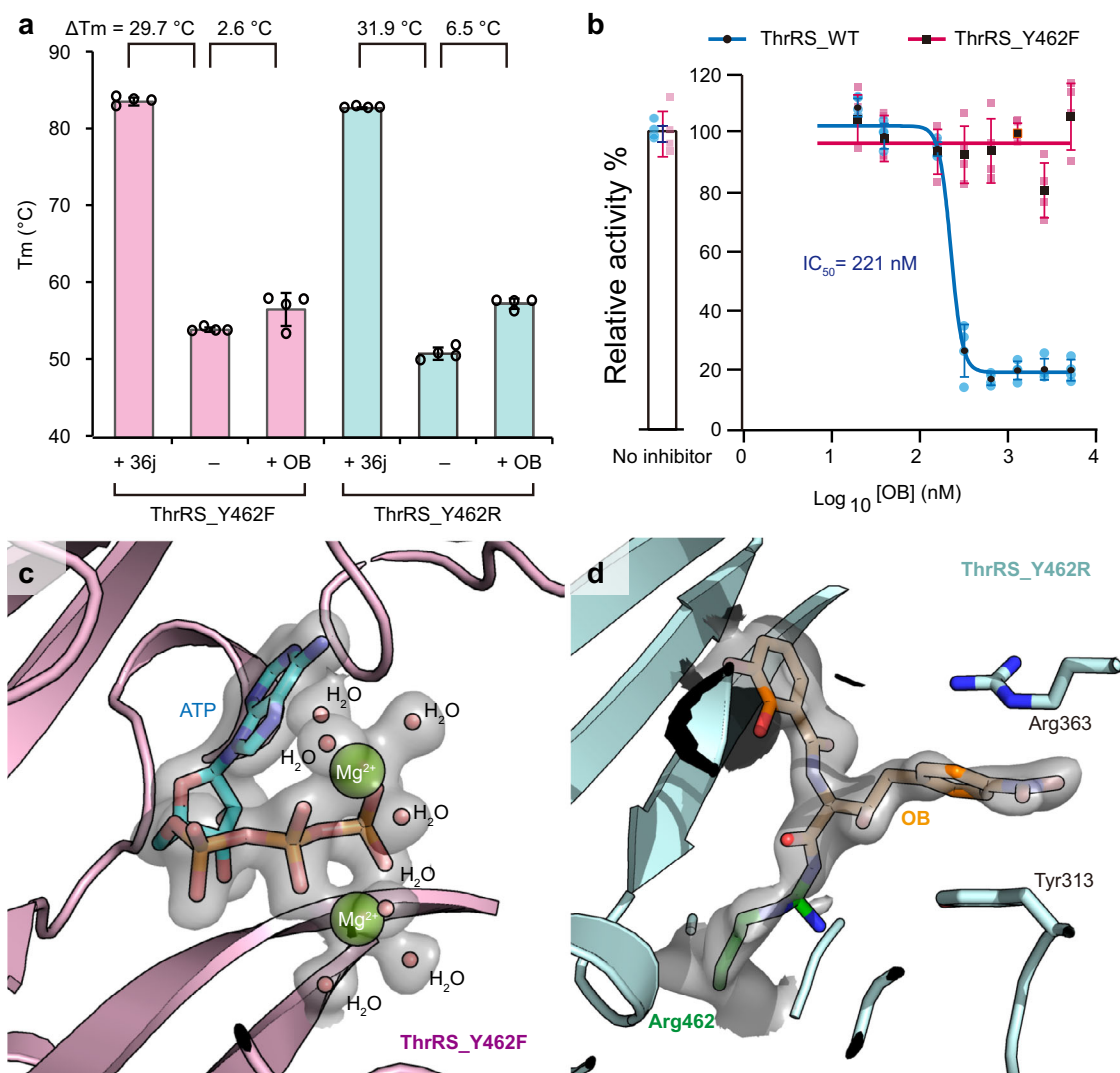 a
ΔTm = 29.7 °C 2.6 °C 31.9 °C 6.5 °C
90
80
70
60
50
40
Tm (°C)
+ 36j – + OB + 36j – + OB
ThrRS_Y462F ThrRS_Y462R
b
ThrRS_WT ThrRS_Y462F
120
100
80
60
40
20
0
Relative activity %
IC50= 221 nM
No inhibitor
0 1 2 3 4
Log 10 [OB] (nM)
c
ATP
H2O
H2O
H2O
Mg2+
H2O
H2O
Mg2+
H2O
H2O
ThrRS_Y462F
d
ThrRS_Y462R
Arg363
OB
Tyr313
Arg462